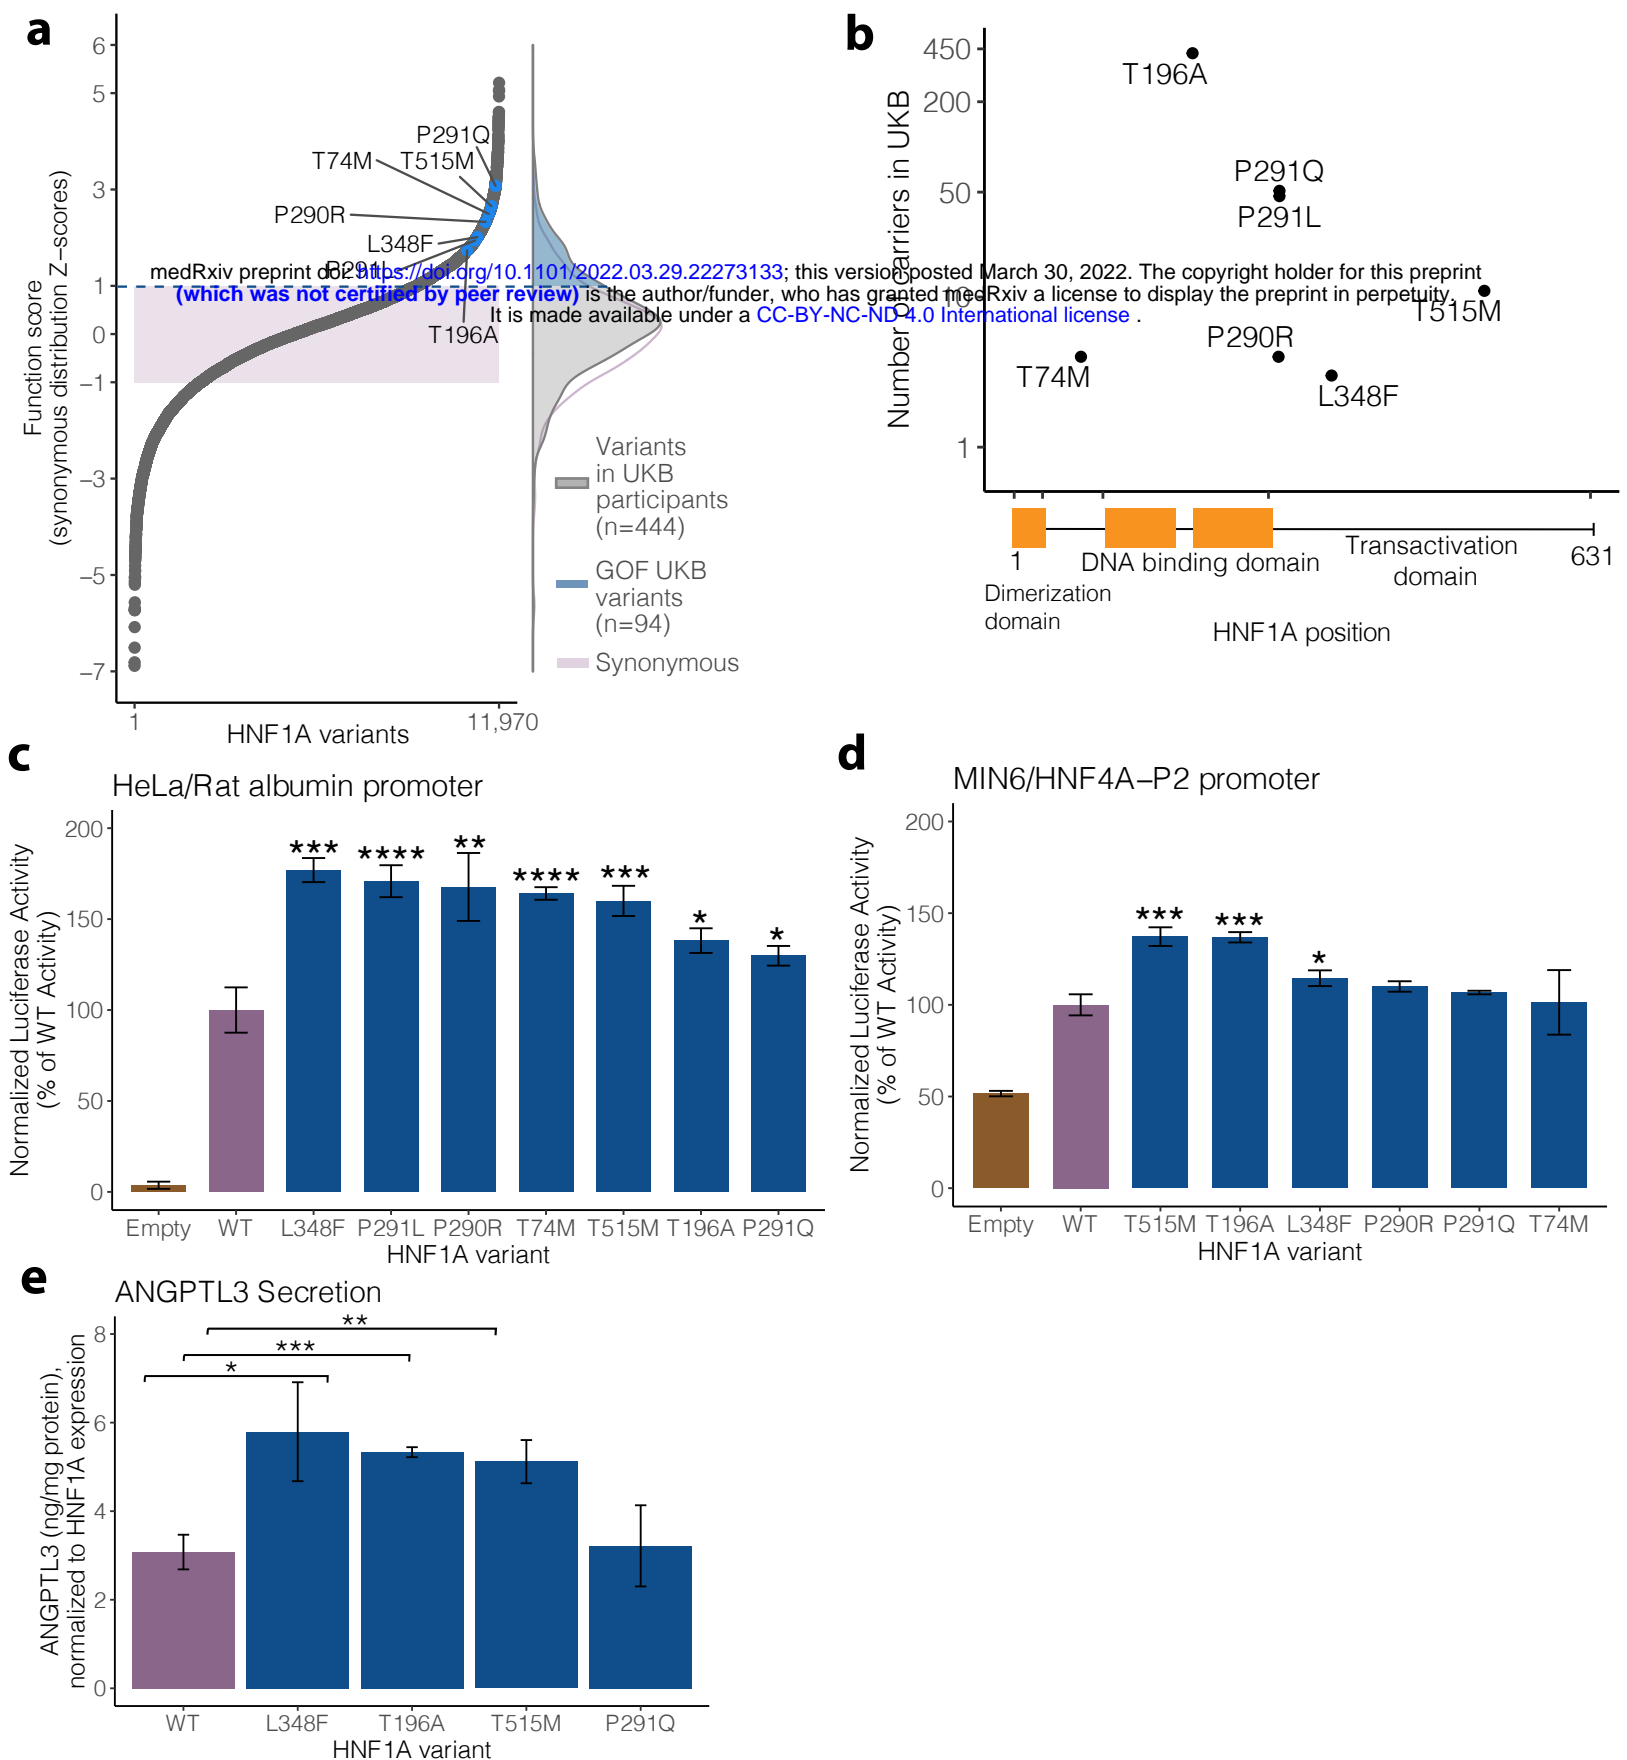 a
6
5
3
1
0
−1
−3
−5
−7
Function score
(synonymous distribution Z−scores)
P291Q
T74M
T515M
P290R
L348F
P291L
T196A
1
11,970
HNF1A variants
Variants
in UKB
participants
(n=444)
GOF UKB
variants
(n=94)
Synonymous
medRxiv preprint doi: https://doi.org/10.1101/2022.03.29.22273133; this version posted March 30, 2022. The copyright holder for this preprint
(which was not certified by peer review) is the author/funder, who has granted medRxiv a license to display the preprint in perpetuity.
It is made available under a CC-BY-NC-ND 4.0 International license .
b
450
200
50
10
1
Number of carriers in UKB
T196A
P291Q
P291L
T515M
P290R
T74M
L348F
1
DNA binding domain
Transactivation
domain
631
Dimerization
domain
HNF1A position
c
HeLa/Rat albumin promoter
200
150
100
50
0
Normalized Luciferase Activity
(% of WT Activity)
*** **** ** **** *** * *
Empty WT L348F P291L P290R T74M T515M T196A P291Q
HNF1A variant
d
MIN6/HNF4A−P2 promoter
200
150
100
50
0
Normalized Luciferase Activity
(% of WT Activity)
*** *** *
Empty WT T515M T196A L348F P290R P291Q T74M
HNF1A variant
e
ANGPTL3 Secretion
8
6
4
2
0
ANGPTL3 (ng/mg protein),
normalized to HNF1A expression
**
***
*
WT L348F T196A T515M P291Q
HNF1A variant